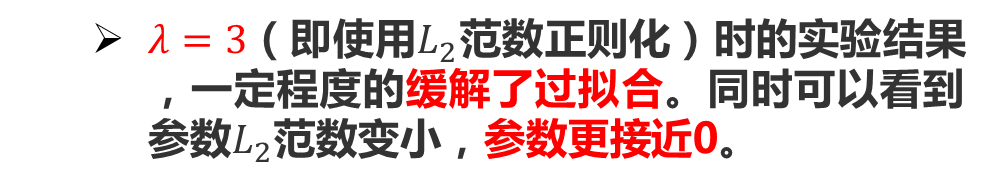 ➢ λ = 3（即使用L₂范数正则化）时的实验结果
，一定程度的缓解了过拟合。同时可以看到
参数L₂范数变小，参数更接近0。